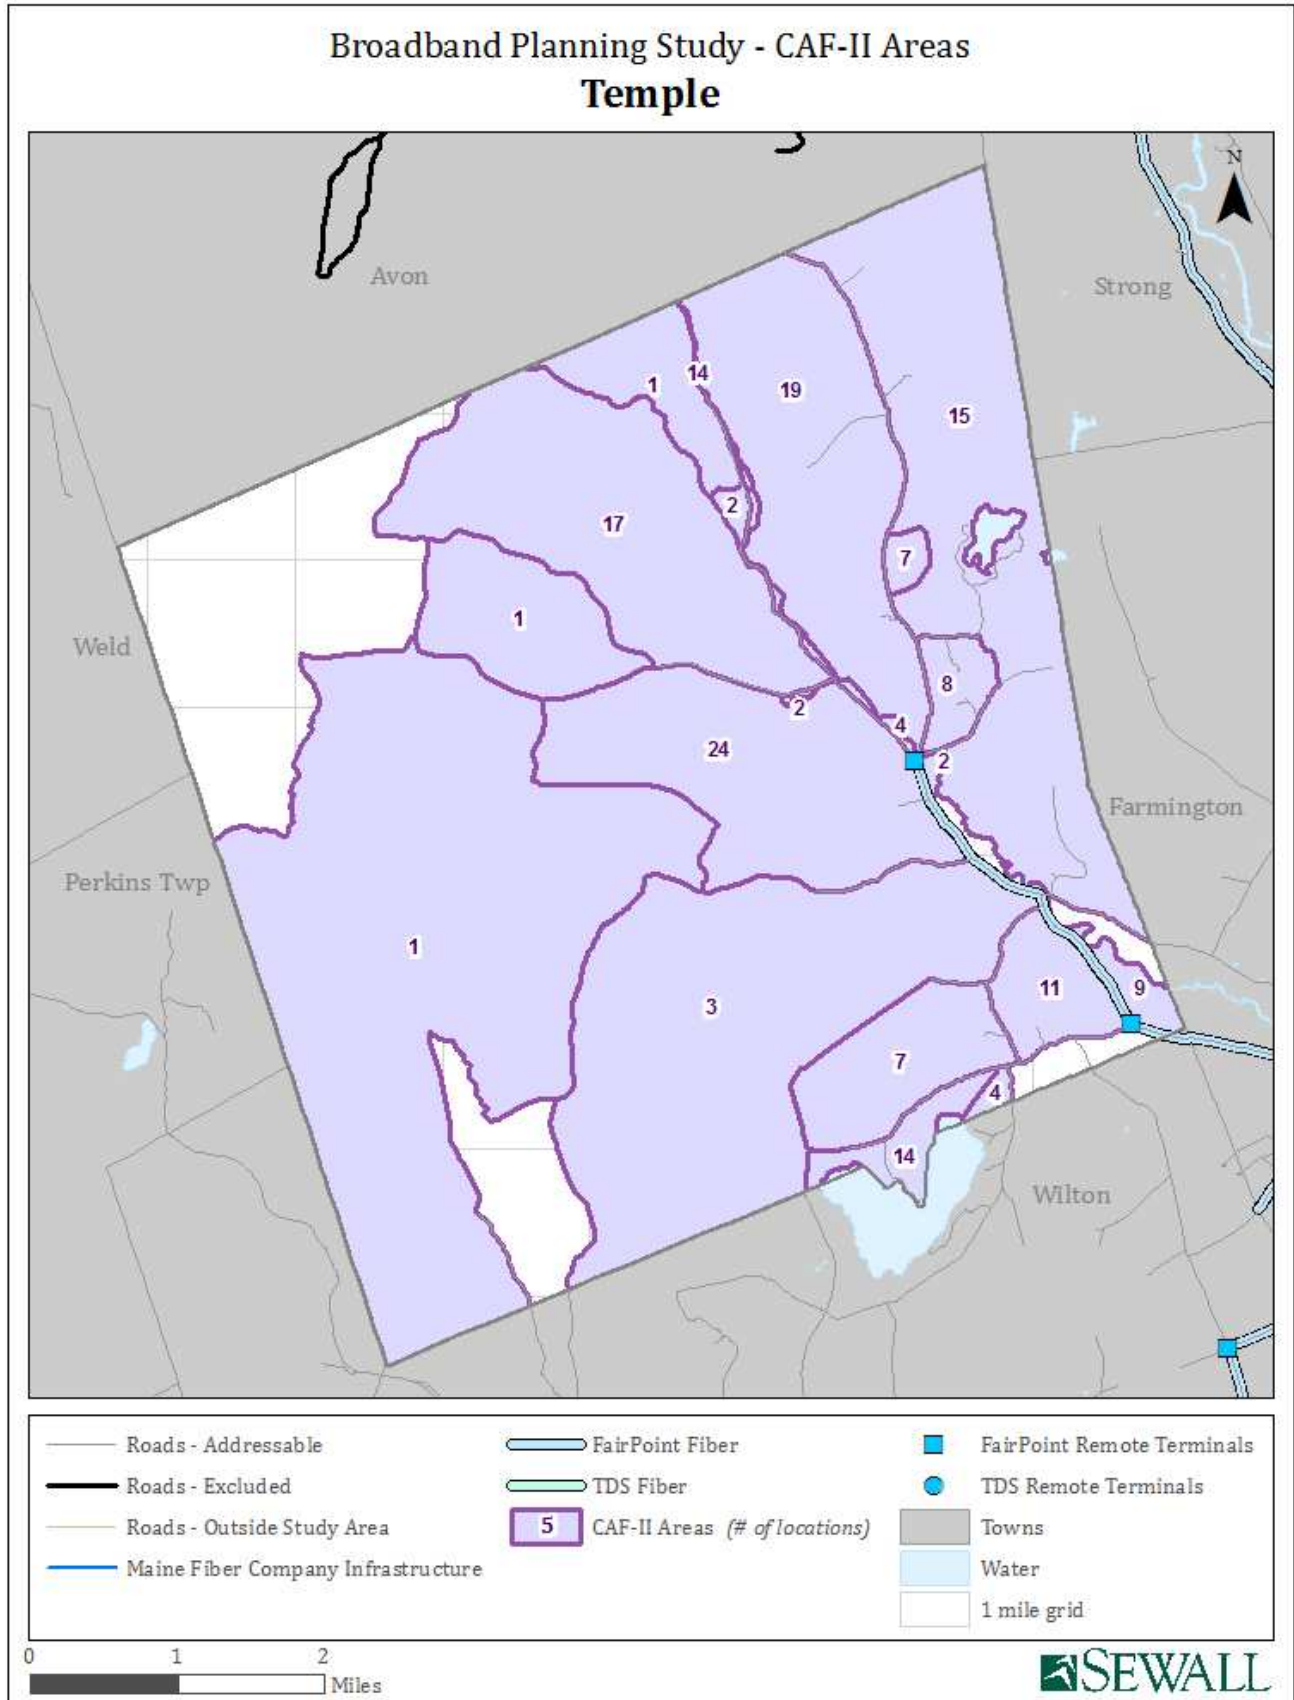 Broadband Planning Study - CAF-II Areas
Temple
N
Avon
Strong
1
14
19
15
2
17
7
1
Weld
8
2
4
24
2
Farmington
Perkins Twp
1
11
9
3
7
4
14
Wilton
Roads - Addressable
Roads - Excluded
Roads - Outside Study Area
Maine Fiber Company Infrastructure
FairPoint Fiber
TDS Fiber
5 CAF-II Areas (# of locations)
FairPoint Remote Terminals
TDS Remote Terminals
Towns
Water
1 mile grid
0 1 2
Miles
SEWALL